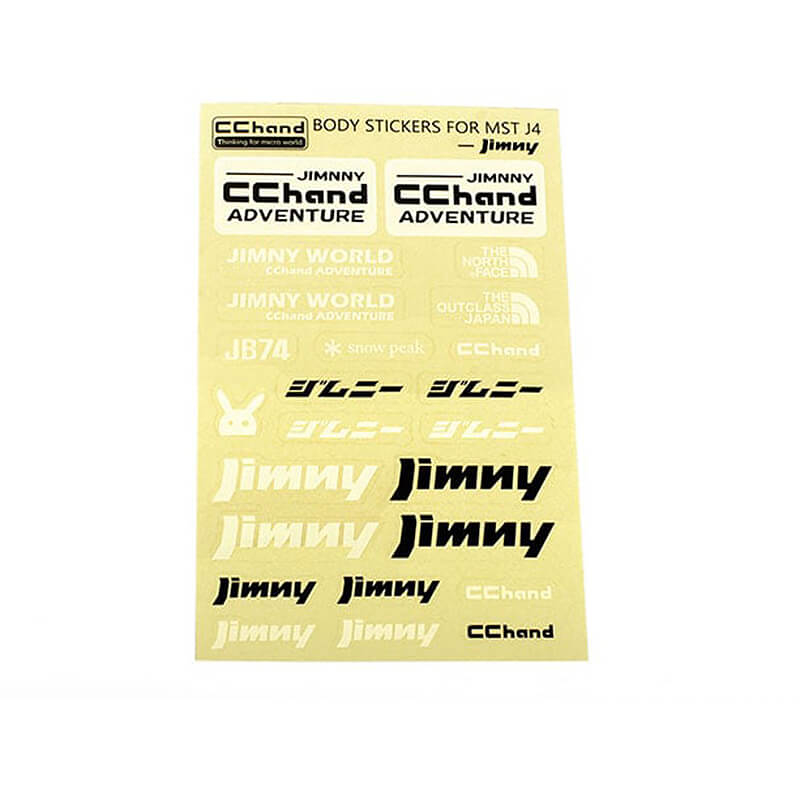 CChand BODY STICKERS FOR MST J4
Thinking for micro world — Jimny
JIMNNY JIMNNY
CChand CChand
ADVENTURE ADVENTURE
JIMNY WORLD
CChand ADVENTURE
THE
NORTH
FACE
JIMNY WORLD
CChand ADVENTURE
THE
OUTGLASS
JAPAN
JB74 snow peak CChand
ジムニー ジムニー
ジムニー ジムニー
Jimny Jimny
Jimny Jimny
Jimny Jimny CChand
Jimny Jimny CChand